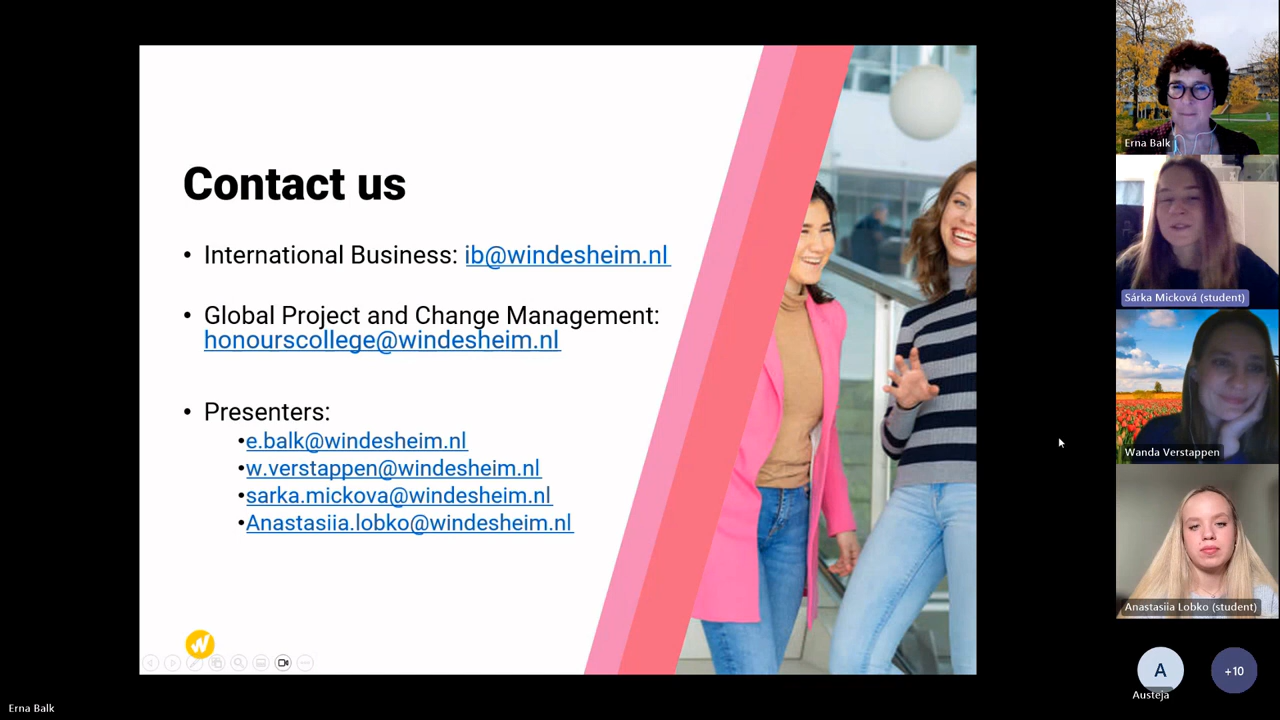 Contact us
• International Business: ib@windesheim.nl
• Global Project and Change Management:
honourscollege@windesheim.nl
• Presenters:
•e.balk@windesheim.nl
•w.verstappen@windesheim.nl
•sarka.mickova@windesheim.nl
•Anastasiia.lobko@windesheim.nl
Erna Balk
Sárka Micková (student)
Wanda Verstappen
Anastasiia Lobko (student)
A
+10
Austėja
Erna Balk